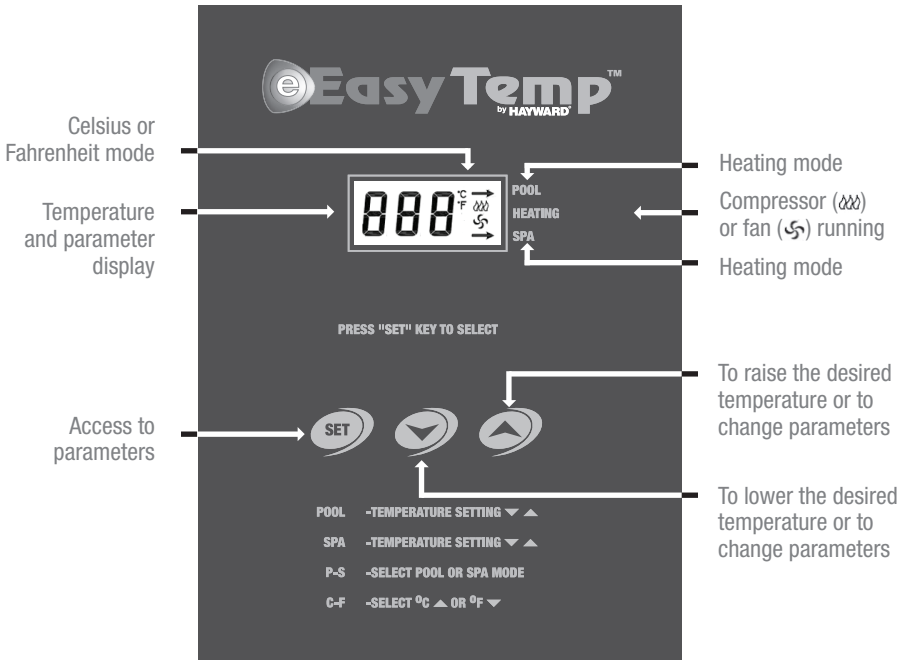 e EasyTemp™
by HAYWARD®
Celsius or
Fahrenheit mode
Temperature
and parameter
display
888 °C
°F
POOL
HEATING
SPA
Heating mode
Compressor ( )
or fan ( ) running
Heating mode
PRESS "SET" KEY TO SELECT
Access to
parameters
SET
To raise the desired
temperature or to
change parameters
To lower the desired
temperature or to
change parameters
POOL -TEMPERATURE SETTING ▼ ▲
SPA -TEMPERATURE SETTING ▼ ▲
P-S -SELECT POOL OR SPA MODE
C-F -SELECT ºC ▲ OR ºF ▼